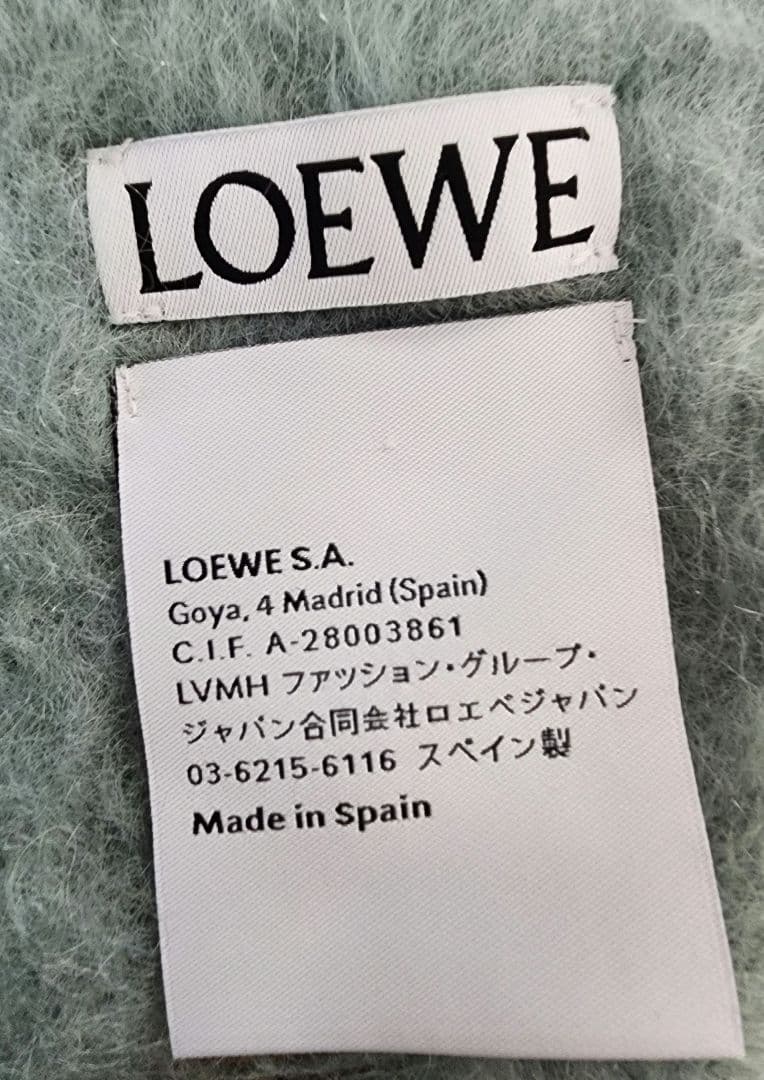 LOEWE
LOEWE S.A.
Goya, 4 Madrid (Spain)
C.I.F. A-28003861
LVMH ファッション・グループ・
ジャパン合同会社ロエベジャパン
03-6215-6116 スペイン製
Made in Spain